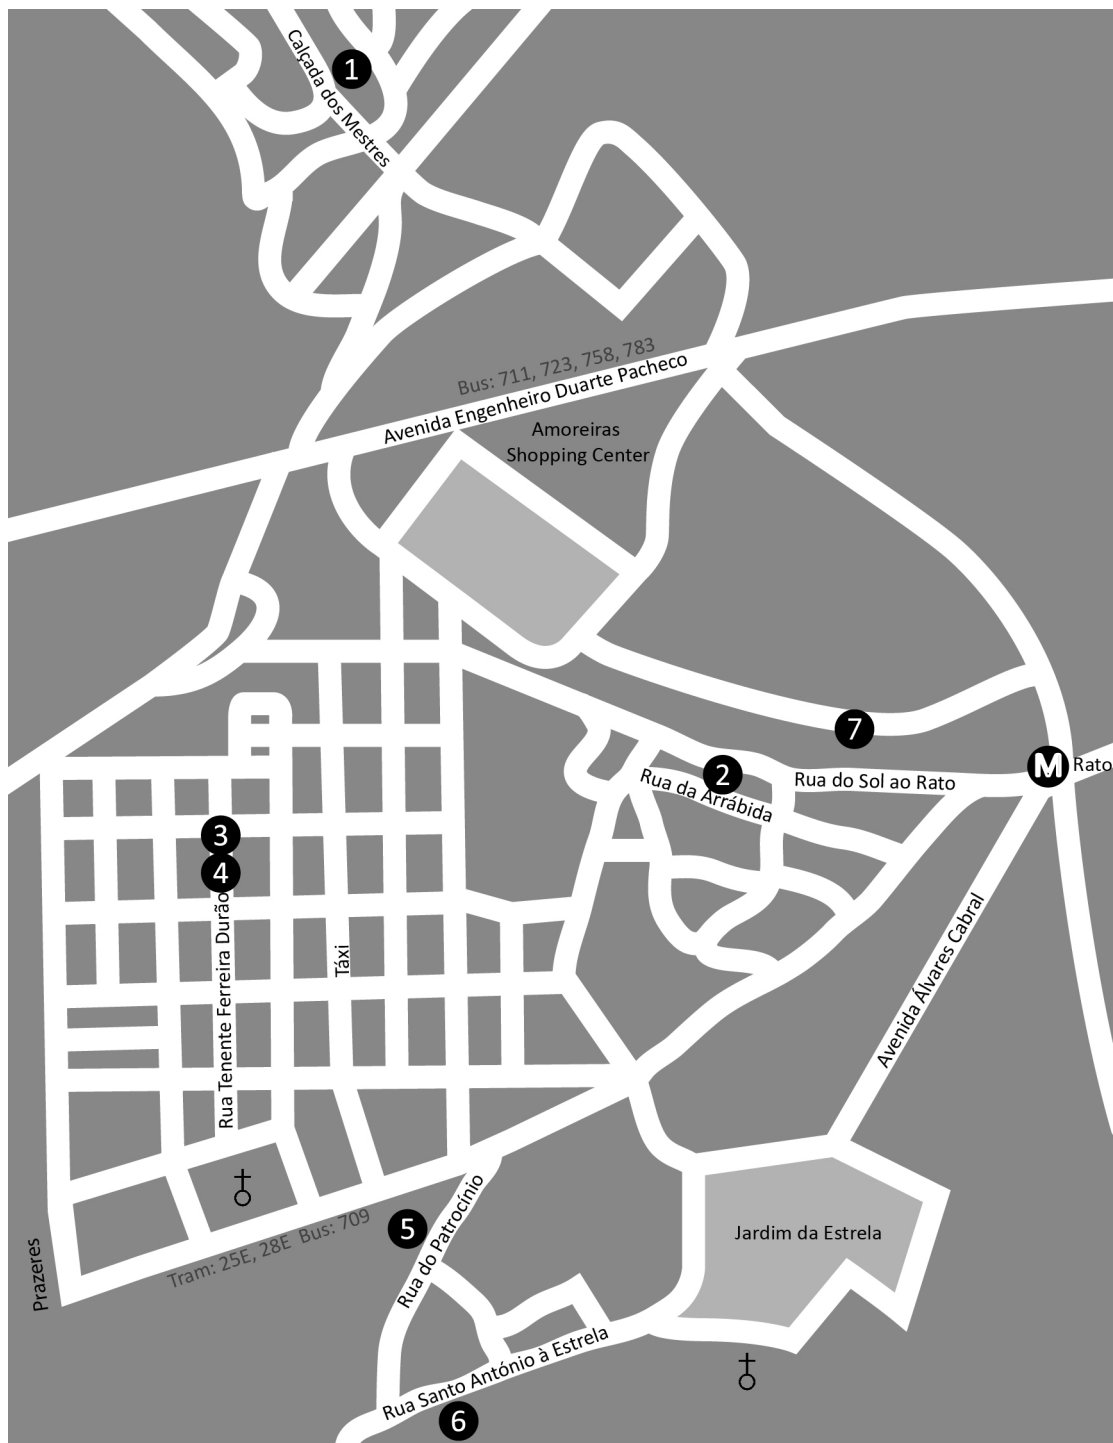 Calçada dos Mestres
1
Bus: 711, 723, 758, 783
Avenida Engenheiro Duarte Pacheco
Amoreiras
Shopping Center
7
2
M Rato
Rua do Sol ao Rato
Rua da Arrábida
3
4
Rua Tenente Ferreira Durão
Táxi
Avenida Álvares Cabral
5
Rua do Patrocínio
Jardim da Estrela
Tram: 25E, 28E Bus: 709
Prazeres
Rua Santo António à Estrela
6